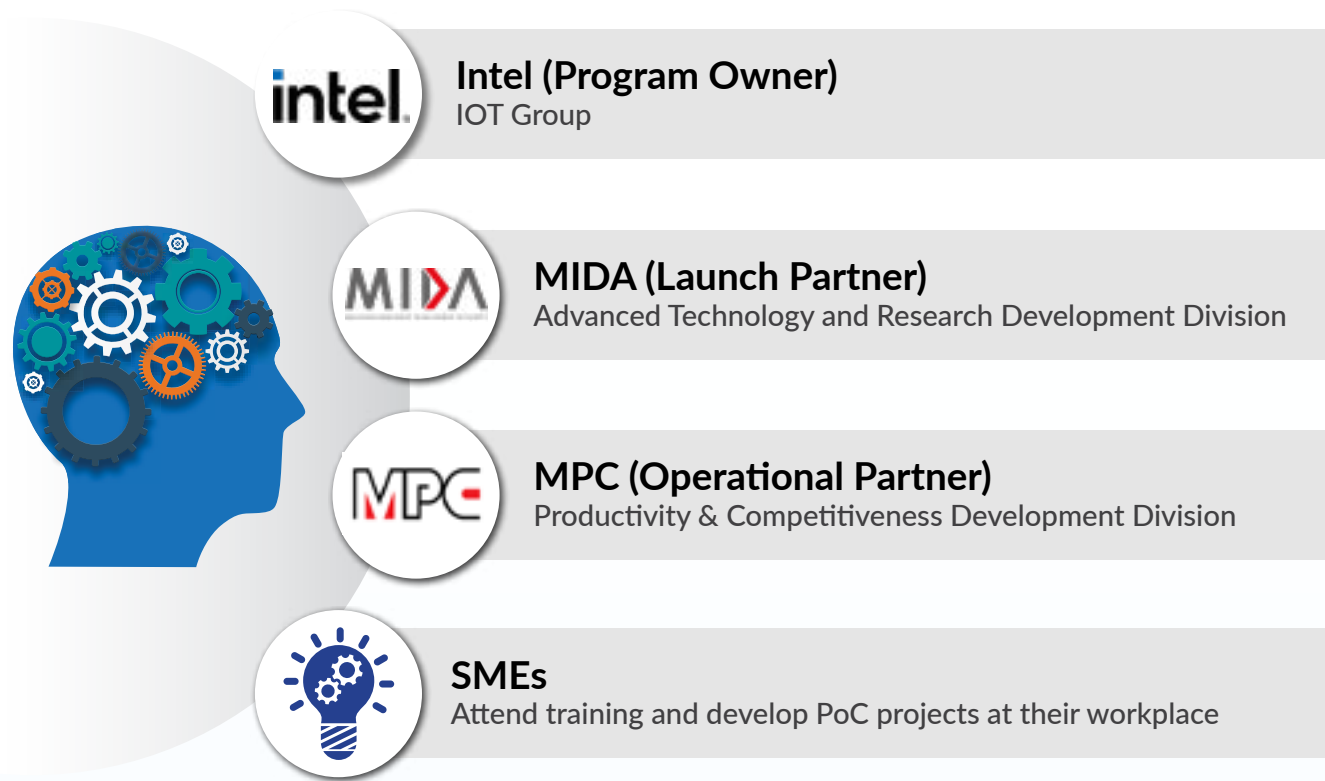 intel.
Intel (Program Owner)
IOT Group
MIDA
MIDA (Launch Partner)
Advanced Technology and Research Development Division
MPC
MPC (Operational Partner)
Productivity & Competitiveness Development Division
SMEs
Attend training and develop PoC projects at their workplace